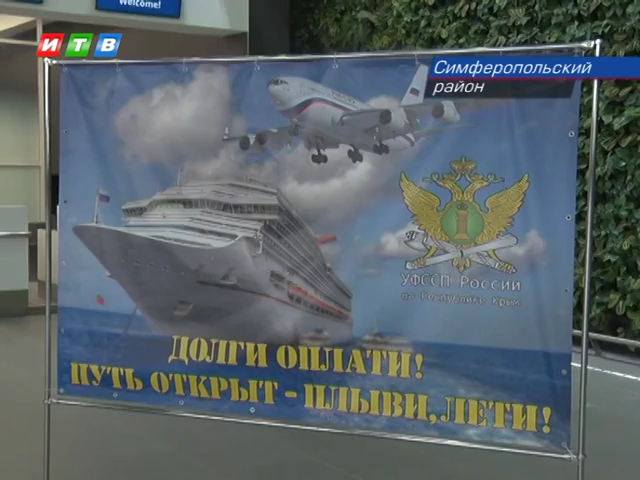 Welcome!
ИТВ
Симферопольский
район
УФССП России
по Республике Крым
ДОЛГИ ОПЛАТИ!
ПУТЬ ОТКРЫТ - ПЛЫВИ, ЛЕТИ!